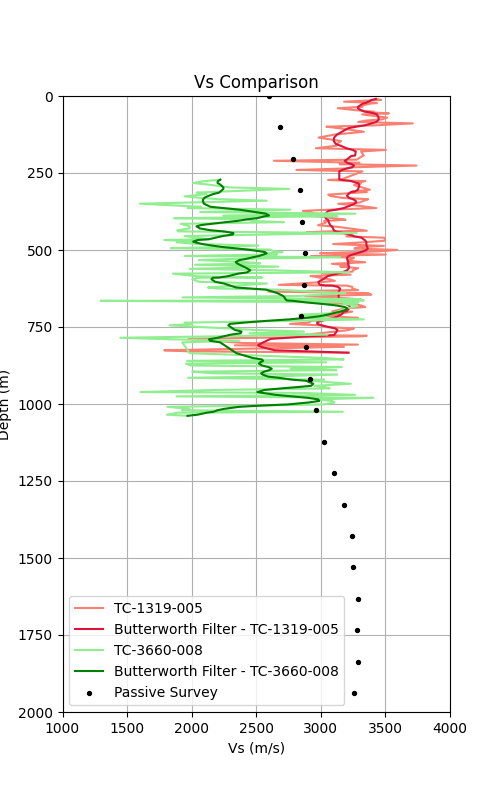 Vs Comparison
0
250
500
750
1000
1250
1500
1750
2000
Depth (m)
1000 1500 2000 2500 3000 3500 4000
Vs (m/s)
TC-1319-005
Butterworth Filter - TC-1319-005
TC-3660-008
Butterworth Filter - TC-3660-008
Passive Survey